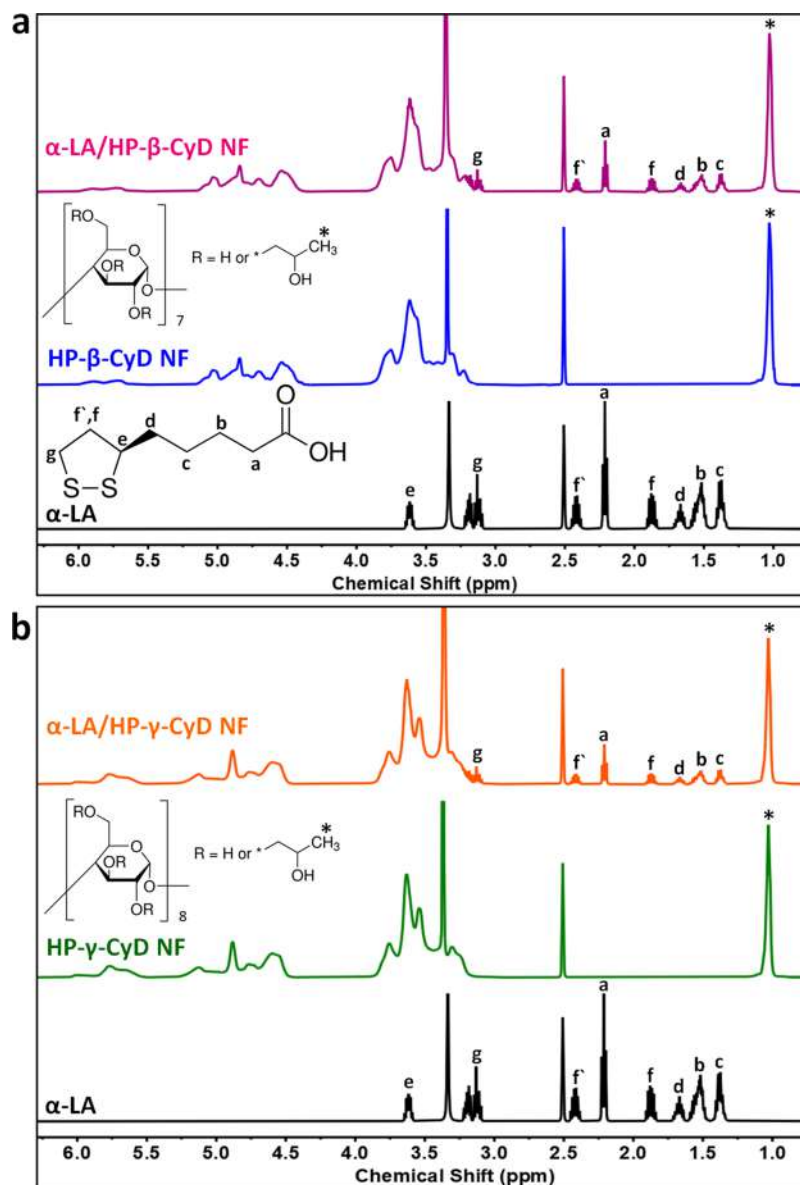 a
*
α-LA/HP-β-CyD NF
g f` a f d b c
RO
O
OR
RO
O
OR
7
R = H or * CH₃ *
OH
*
HP-β-CyD NF
f`,f d b O
g e c a OH
S S
α-LA
e g f` a f d b c
6.0 5.5 5.0 4.5 4.0 3.5 3.0 2.5 2.0 1.5 1.0
Chemical Shift (ppm)
b
*
α-LA/HP-γ-CyD NF
g f` a f d b c
RO
O
OR
RO
O
OR
8
R = H or * CH₃ *
OH
*
HP-γ-CyD NF
α-LA
e g f` a f d b c
6.0 5.5 5.0 4.5 4.0 3.5 3.0 2.5 2.0 1.5 1.0
Chemical Shift (ppm)